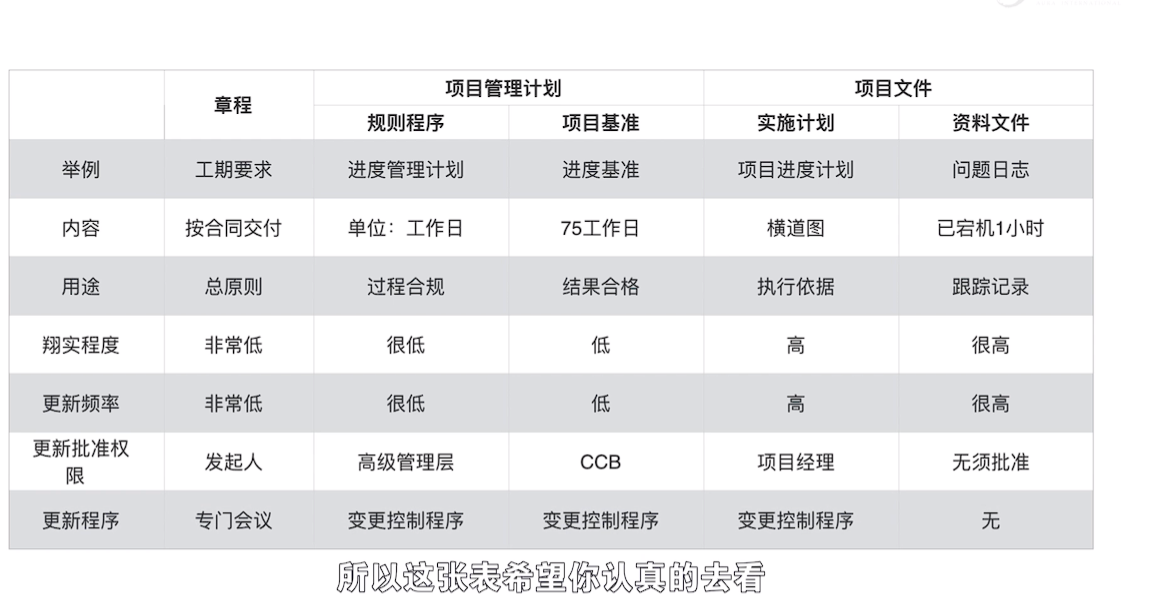 章程 项目管理计划 项目文件
规则程序 项目基准 实施计划 资料文件
举例 工期要求 进度管理计划 进度基准 项目进度计划 问题日志
内容 按合同交付 单位：工作日 75工作日 横道图 已宕机1小时
用途 总原则 过程合规 结果合格 执行依据 跟踪记录
翔实程度 非常低 很低 低 高 很高
更新频率 非常低 很低 低 高 很高
更新批准权
限 发起人 高级管理层 CCB 项目经理 无须批准
更新程序 专门会议 变更控制程序 变更控制程序 变更控制程序 无
所以这张表希望你认真的去看